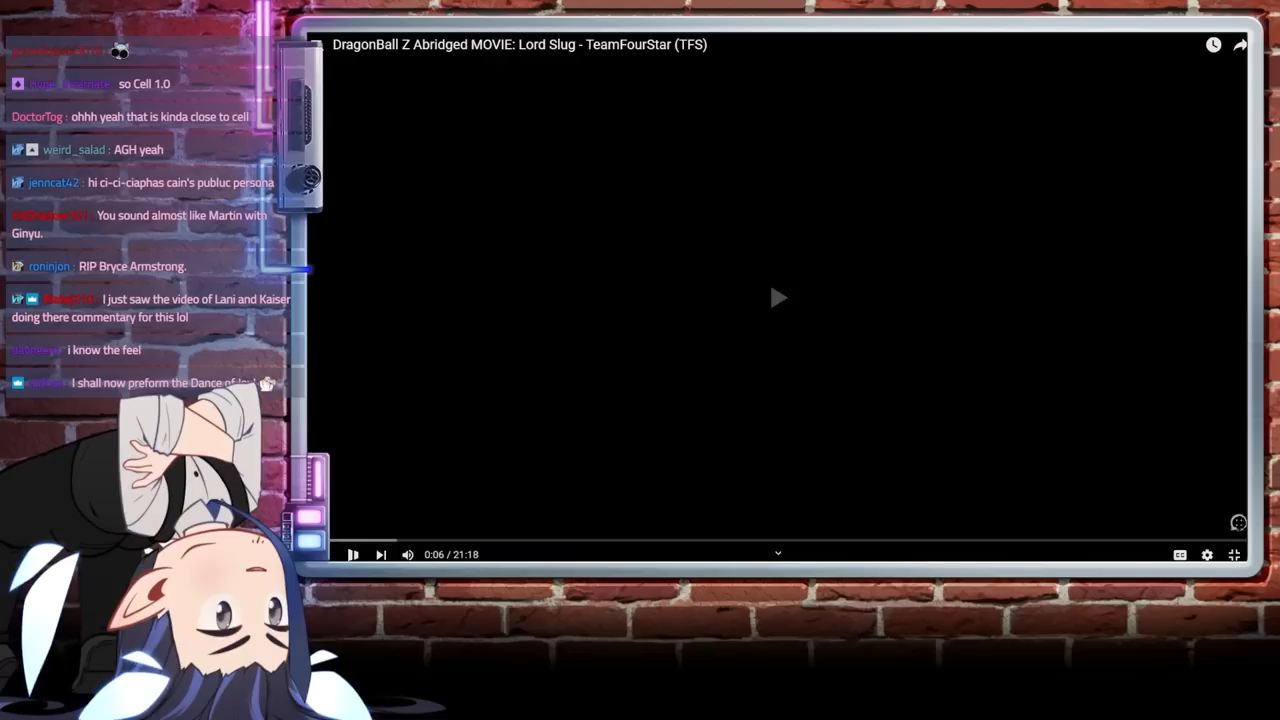 DragonBall Z Abridged MOVIE: Lord Slug - TeamFourStar (TFS)
so Cell 1.0
DoctorTog : ohhh yeah that is kinda close to cell
weird_salad : AGH yeah
jenncat42 : hi ci-ci-ciaphas cain's publuc persona
You sound almost like Martin with
Ginyu.
roninjon : RIP Bryce Armstrong.
I just saw the video of Lani and Kaiser
doing there commentary for this lol
i know the feel
I shall now preform the Dance of
0:06 / 21:18
CC